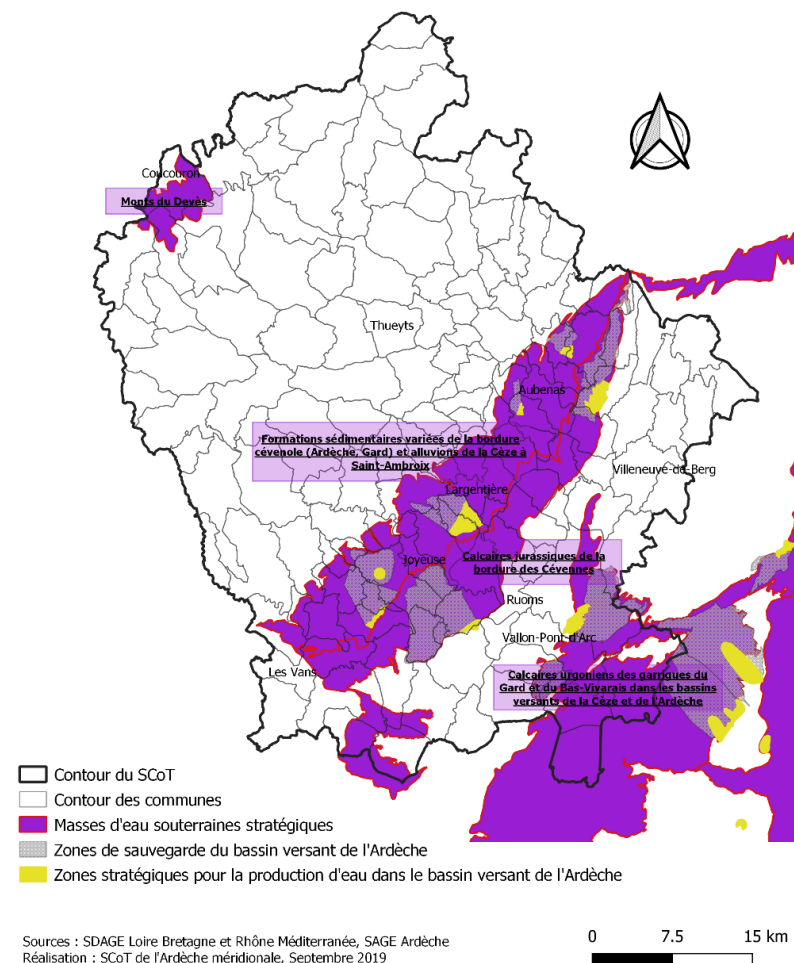 Coucouron
Monts du Devès
Thueyts
Aubenas
Formations sédimentaires variées de la bordure
cévenole (Ardèche, Gard) et alluvions de la Cèze à
Saint-Ambroix
Villeneuve-de-Berg
Largentière
Joyeuse
Calcaires jurassiques de la
bordure des Cévennes
Ruoms
Vallon-Pont-d'Arc
Les Vans
Calcaires urgoniens des garrigues du
Gard et du Bas-Vivarais dans les bassins
versants de la Cèze et de l'Ardèche
Contour du SCoT
Contour des communes
Masses d'eau souterraines stratégiques
Zones de sauvegarde du bassin versant de l'Ardèche
Zones stratégiques pour la production d'eau dans le bassin versant de l'Ardèche
Sources : SDAGE Loire Bretagne et Rhône Méditerranée, SAGE Ardèche
Réalisation : SCoT de l'Ardèche méridionale, Septembre 2019
0 7.5 15 km